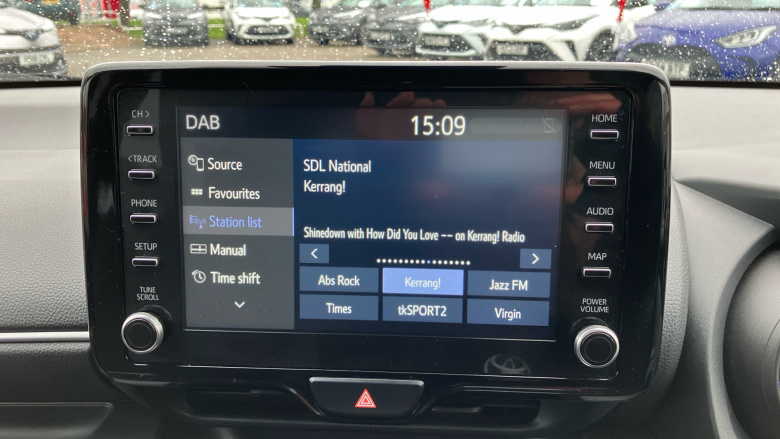 DAB
15:09
CH >
< TRACK
PHONE
SETUP
TUNE
SCROLL
Source
Favourites
Station list
Manual
Time shift
SDL National
Kerrang!
Shinedown with How Did You Love -- on Kerrang! Radio
< >
Abs Rock Kerrang! Jazz FM
Times tkSPORT2 Virgin
HOME
MENU
AUDIO
MAP
POWER
VOLUME